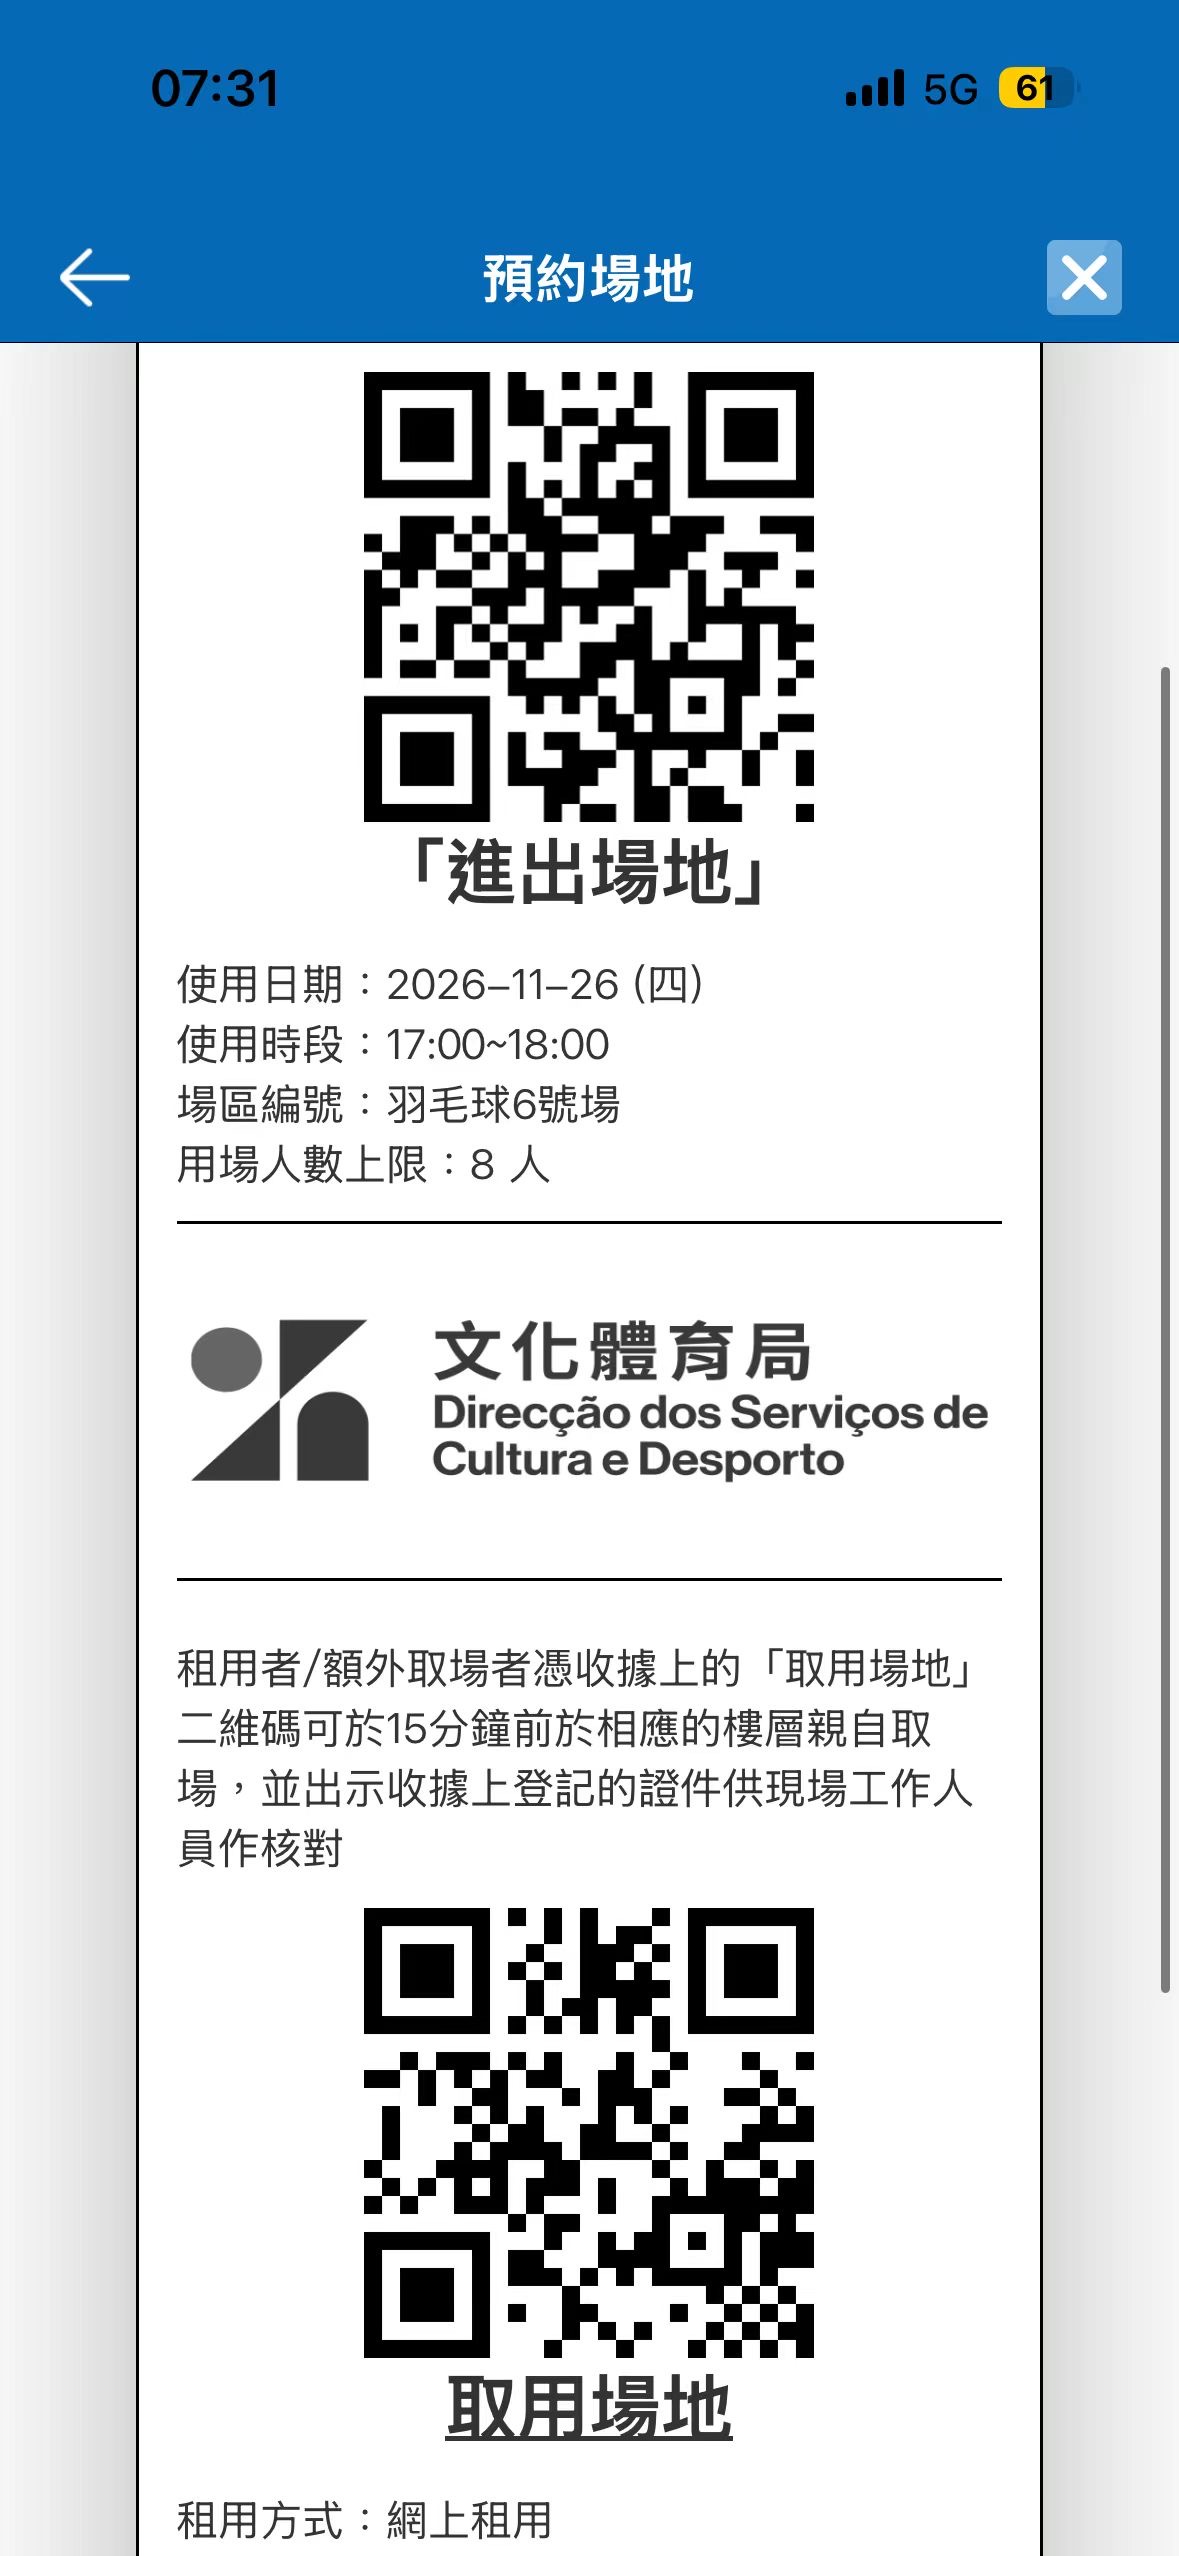 07:31
5G
61
預約場地
「進出場地」
使用日期：2026-11-26 (四)
使用時段：17:00~18:00
場區編號：羽毛球6號場
用場人數上限：8 人
文化體育局
Direcção dos Serviços de
Cultura e Desporto
租用者/額外取場者憑收據上的「取用場地」
二維碼可於15分鐘前於相應的樓層親自取
場，並出示收據上登記的證件供現場工作人
員作核對
取用場地
租用方式：網上租用